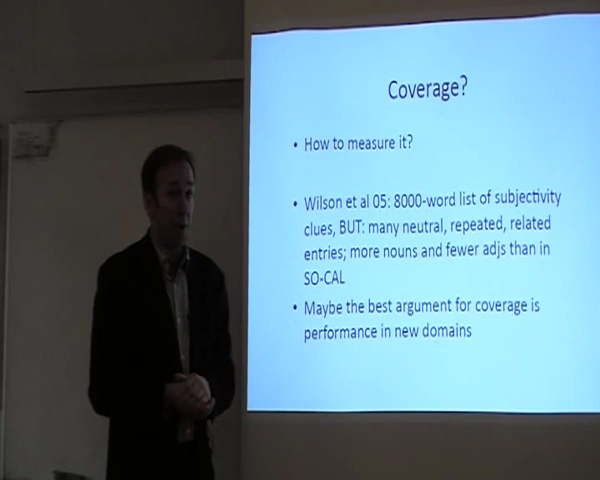 Coverage?
• How to measure it?
• Wilson et al 05: 8000-word list of subjectivity
clues, BUT: many neutral, repeated, related
entries; more nouns and fewer adjs than in
SO-CAL
• Maybe the best argument for coverage is
performance in new domains